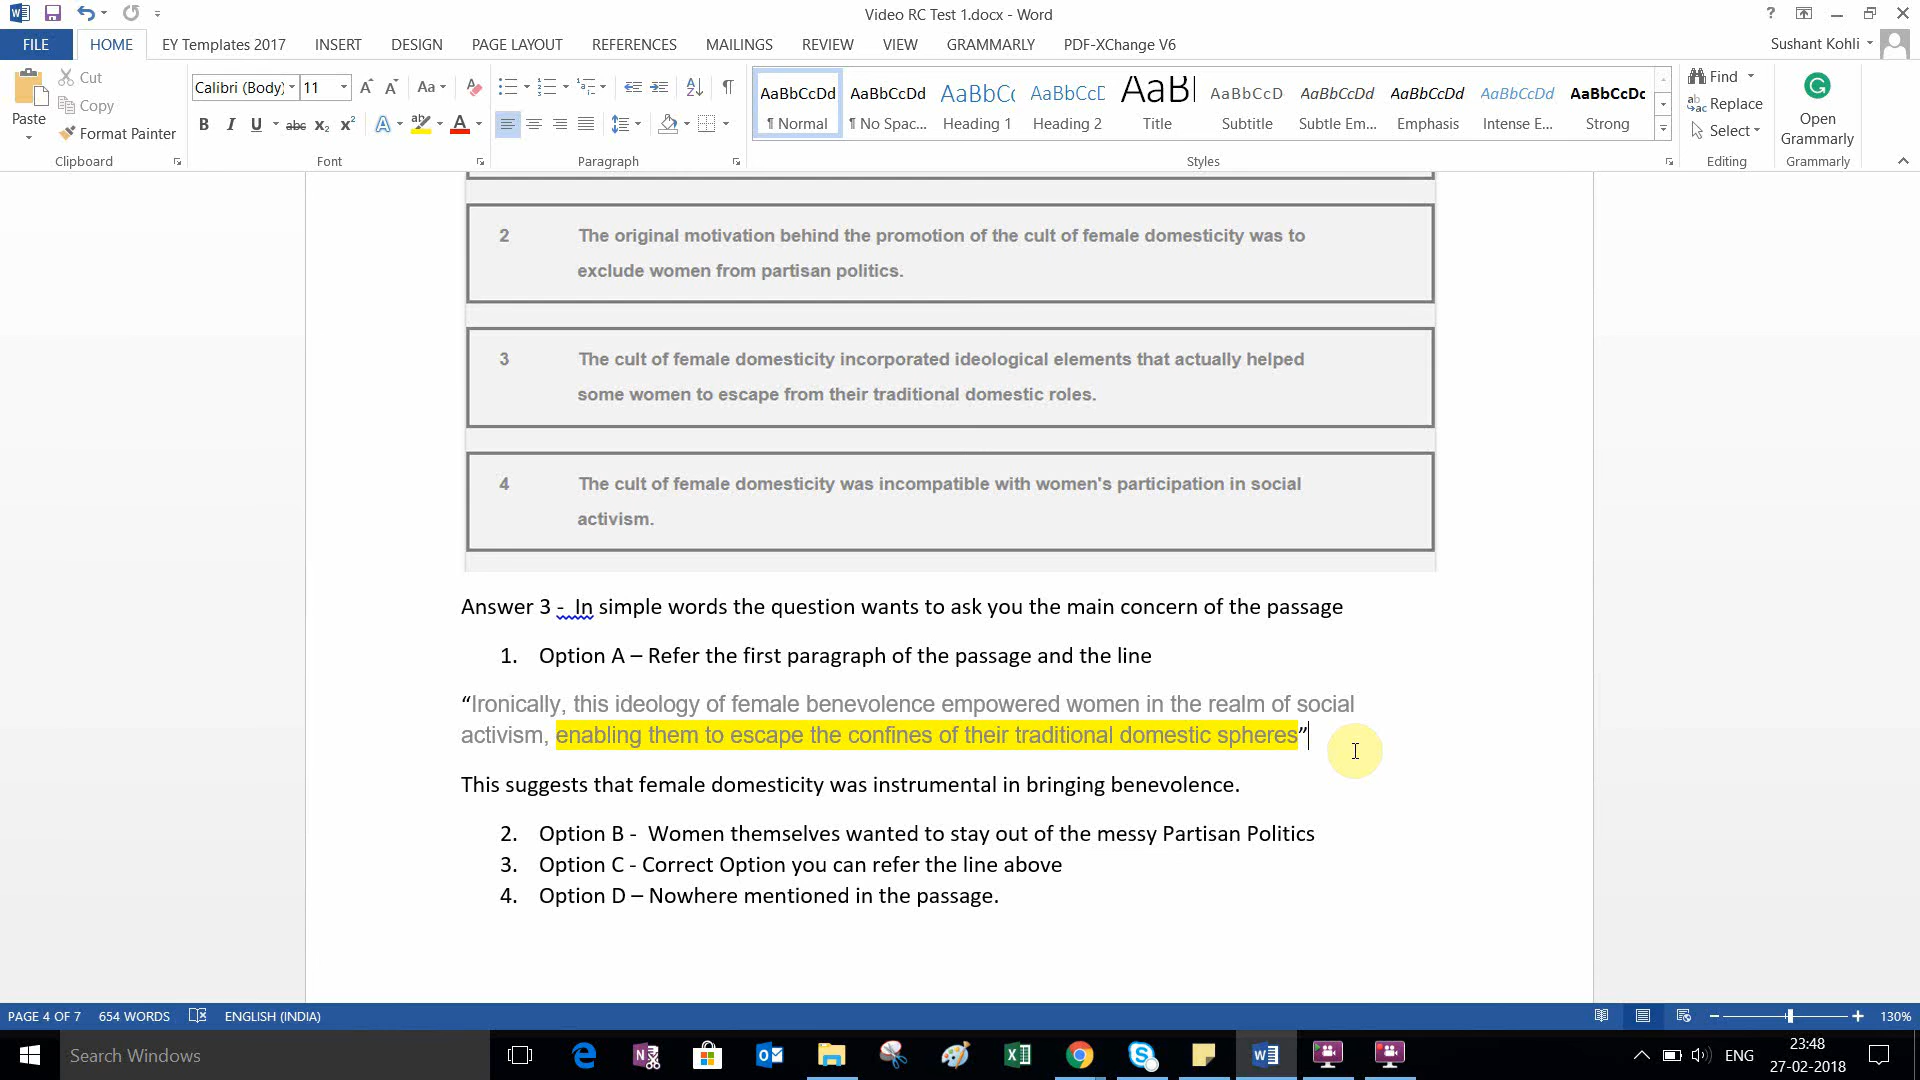 Video RC Test 1.docx - Word
FILE HOME EY Templates 2017 INSERT DESIGN PAGE LAYOUT REFERENCES MAILINGS REVIEW VIEW GRAMMARLY PDF-XChange V6 Sushant Kohli
Paste
Cut
Copy
Format Painter
Clipboard
Calibri (Body) 11 Aa
B I U abc x₂ x² A A
Font
Paragraph
AaBbCcDd AaBbCcDd AaBbCc AaBbCcD AaBl AaBbCcD AaBbCcDd AaBbCcDd AaBbCcDd AaBbCcDc
¶ Normal ¶ No Spac... Heading 1 Heading 2 Title Subtitle Subtle Em... Emphasis Intense E... Strong
Styles
Find
Replace
Select
Editing
Open
Grammarly
Grammarly
2 The original motivation behind the promotion of the cult of female domesticity was to
exclude women from partisan politics.
3 The cult of female domesticity incorporated ideological elements that actually helped
some women to escape from their traditional domestic roles.
4 The cult of female domesticity was incompatible with women's participation in social
activism.
Answer 3 - In simple words the question wants to ask you the main concern of the passage
1. Option A – Refer the first paragraph of the passage and the line
“Ironically, this ideology of female benevolence empowered women in the realm of social
activism, enabling them to escape the confines of their traditional domestic spheres”
This suggests that female domesticity was instrumental in bringing benevolence.
2. Option B - Women themselves wanted to stay out of the messy Partisan Politics
3. Option C - Correct Option you can refer the line above
4. Option D – Nowhere mentioned in the passage.
PAGE 4 OF 7 654 WORDS ENGLISH (INDIA) 130%
Search Windows
ENG
23:48
27-02-2018